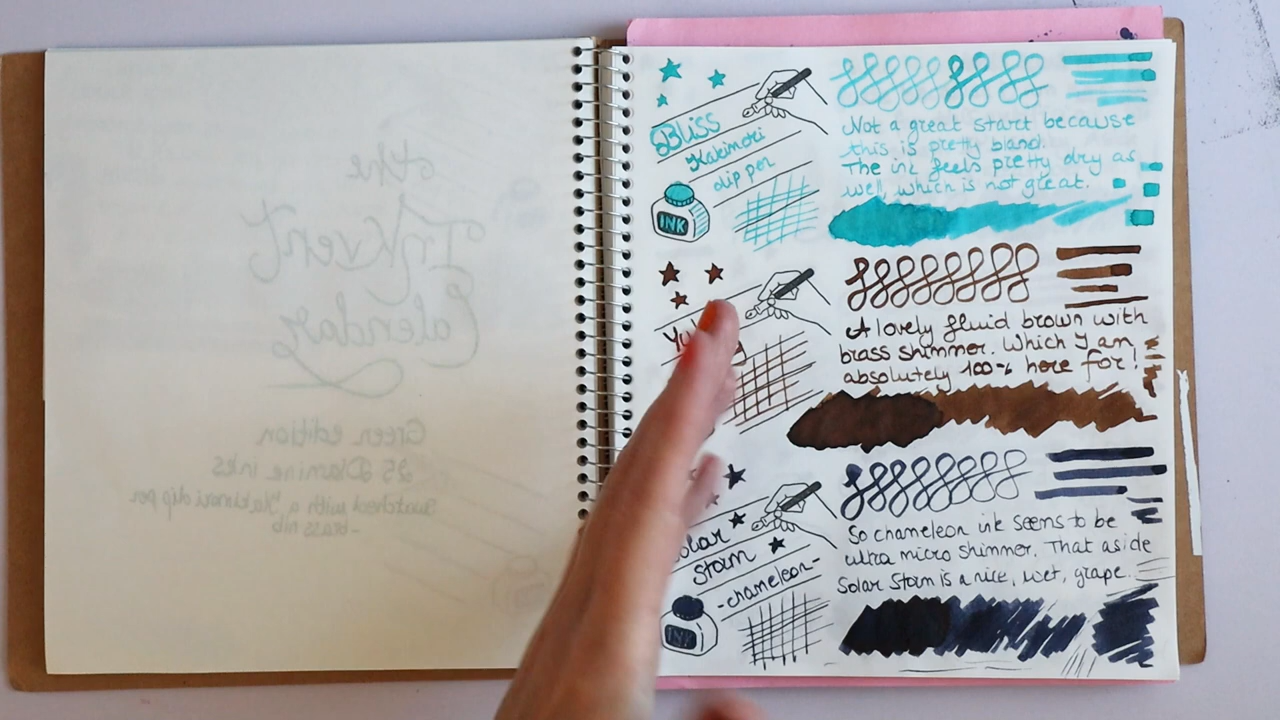 the
Inkvent
Calendar
Green edition
25 Diamine inks
Swatched with a "Kakimori dip pen
- brass nib
Bliss
Kakimori
dip pen
INK
Not a great start because
this is pretty bland.
The ink feels pretty dry as
well, which is not great.
A lovely fluid brown with
brass shimmer. Which I am
absolutely 100% here for!
Solar
Storm
-chameleon-
INK
So chameleon ink seems to be
ultra micro shimmer. That aside
Solar Storm is a nice, wet, grape.